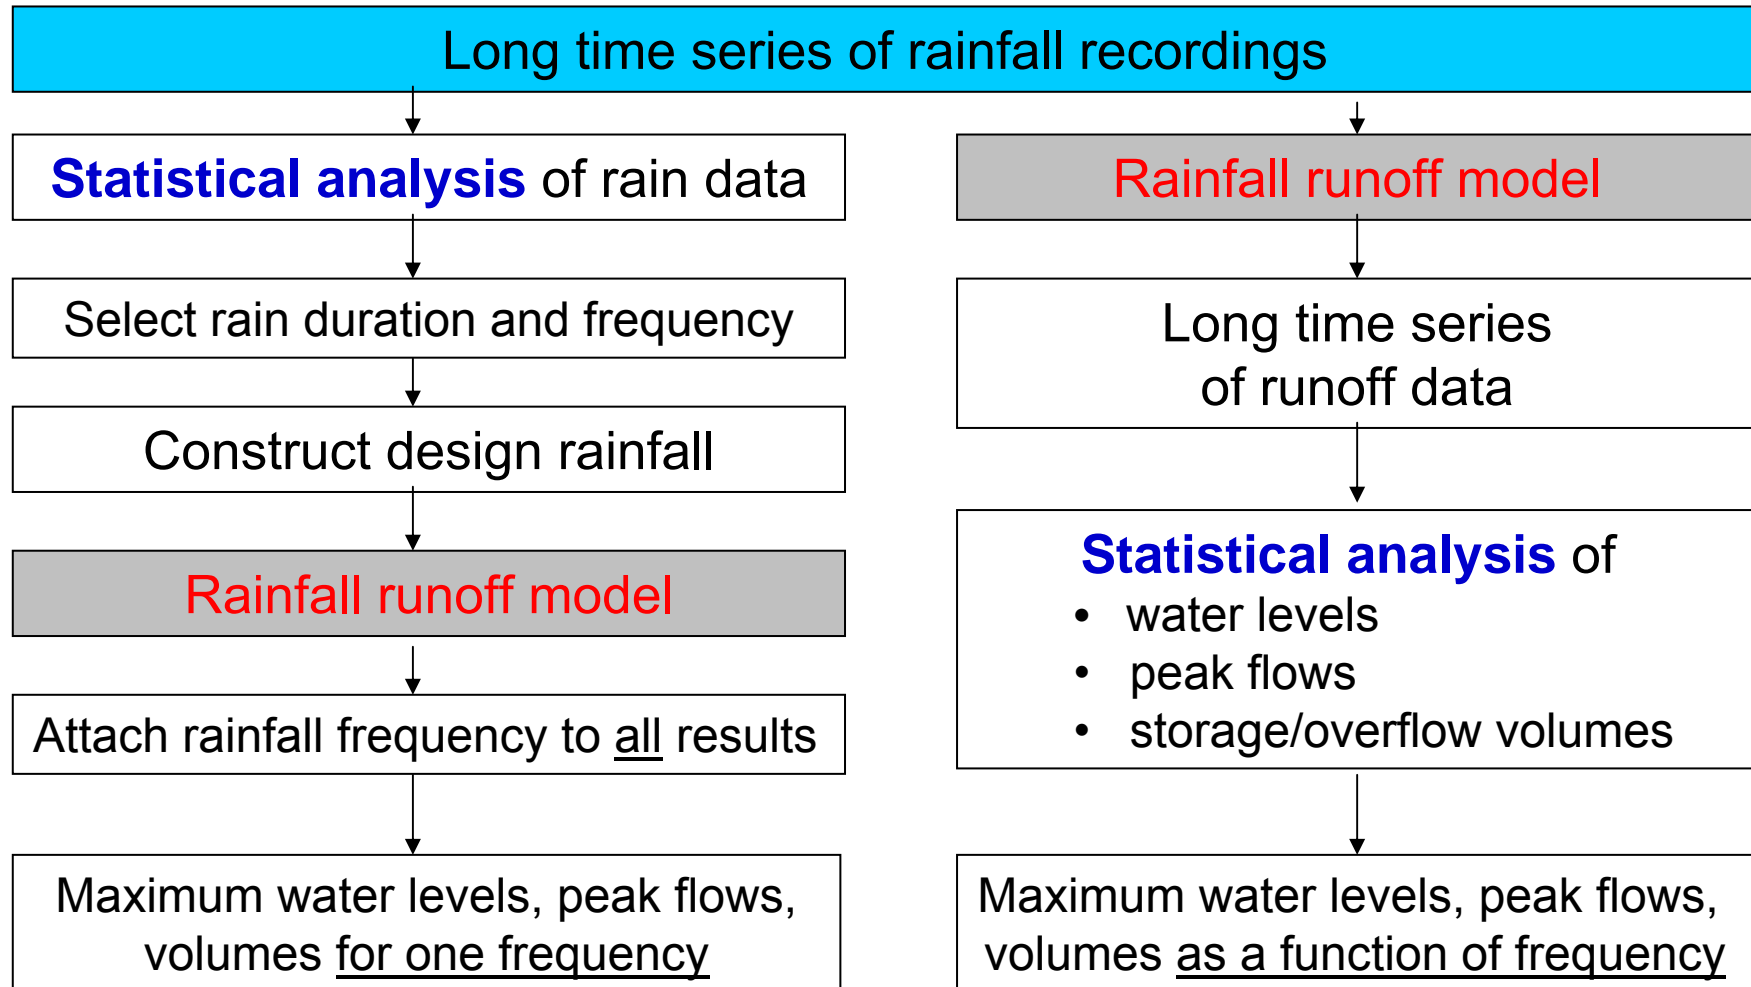 Long time series of rainfall recordings
Statistical analysis of rain data
Select rain duration and frequency
Construct design rainfall
Rainfall runoff model
Attach rainfall frequency to all results
Maximum water levels, peak flows,
volumes for one frequency
Rainfall runoff model
Long time series
of runoff data
Statistical analysis of
• water levels
• peak flows
• storage/overflow volumes
Maximum water levels, peak flows,
volumes as a function of frequency